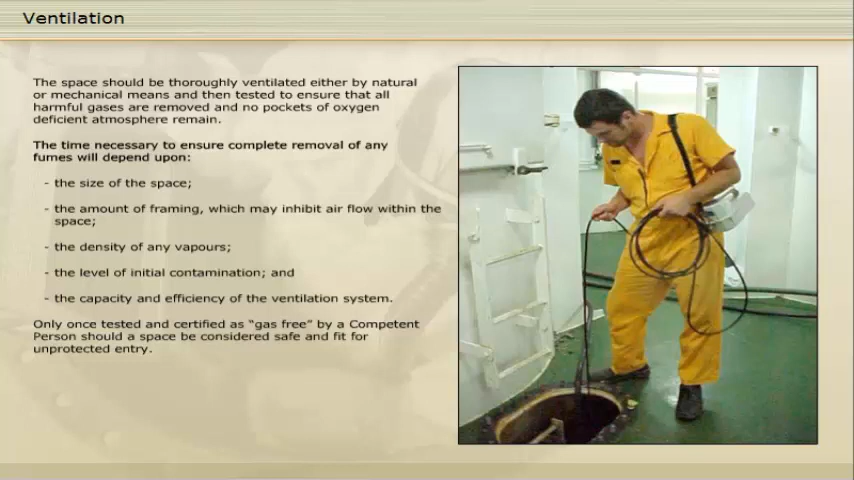 Ventilation
The space should be thoroughly ventilated either by natural
or mechanical means and then tested to ensure that all
harmful gases are removed and no pockets of oxygen
deficient atmosphere remain.
The time necessary to ensure complete removal of any
fumes will depend upon:
- the size of the space;
- the amount of framing, which may inhibit air flow within the
space;
- the density of any vapours;
- the level of initial contamination; and
- the capacity and efficiency of the ventilation system.
Only once tested and certified as “gas free” by a Competent
Person should a space be considered safe and fit for
unprotected entry.